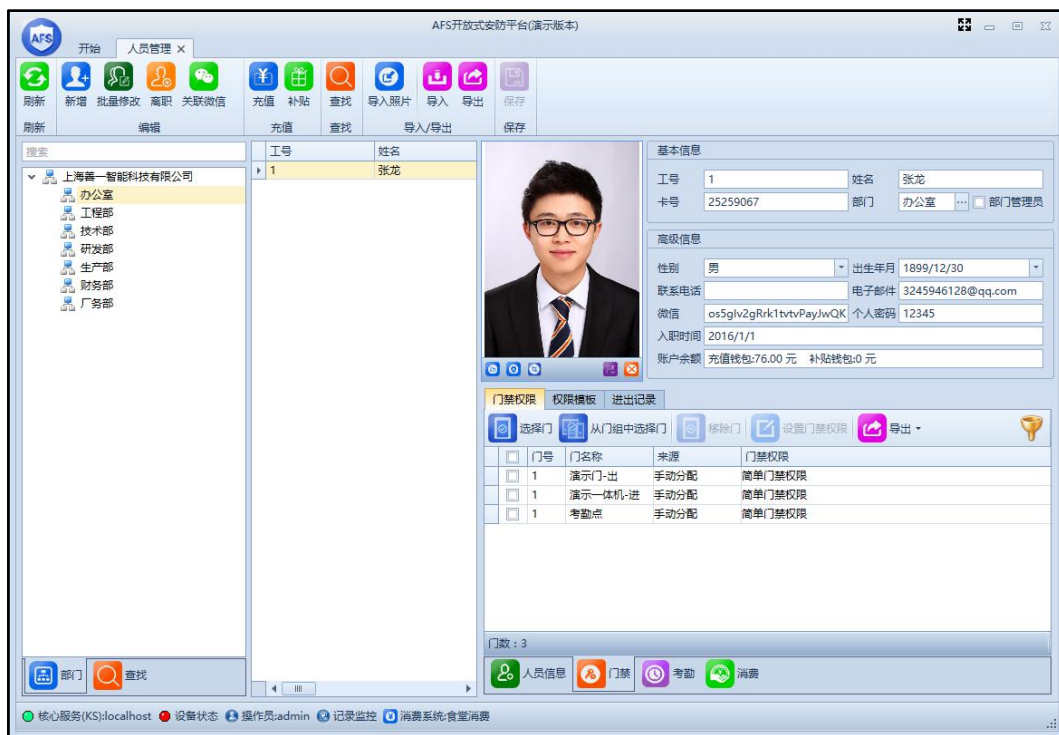 AFS开放式安防平台(演示版本)
AFS
开始 人员管理 ×
刷新 新增 批量修改 离职 关联微信 充值 补贴 查找 导入照片 导入 导出 保存
刷新 编辑 充值 查找 导入/导出 保存
搜索
上海善一智能科技有限公司
办公室
工程部
技术部
研发部
生产部
财务部
厂务部
部门 查找
工号 姓名
1 张龙
基本信息
工号 1 姓名 张龙
卡号 25259067 部门 办公室 ... 部门管理员
高级信息
性别 男 出生年月 1899/12/30
联系电话 电子邮件 3245946128@qq.com
微信 os5glv2gRrk1tvtvPayJwQK 个人密码 12345
入职时间 2016/1/1
账户余额 充值钱包:76.00 元 补贴钱包:0 元
门禁权限 权限模板 进出记录
选择门 从门组中选择门 移除门 设置门禁权限 导出
门号 门名称 来源 门禁权限
1 演示门-出 手动分配 简单门禁权限
1 演示一体机-进 手动分配 简单门禁权限
1 考勤点 手动分配 简单门禁权限
门数：3
人员信息 门禁 考勤 消费
核心服务(KS):localhost 设备状态 操作员:admin 记录监控 消费系统:食堂消费